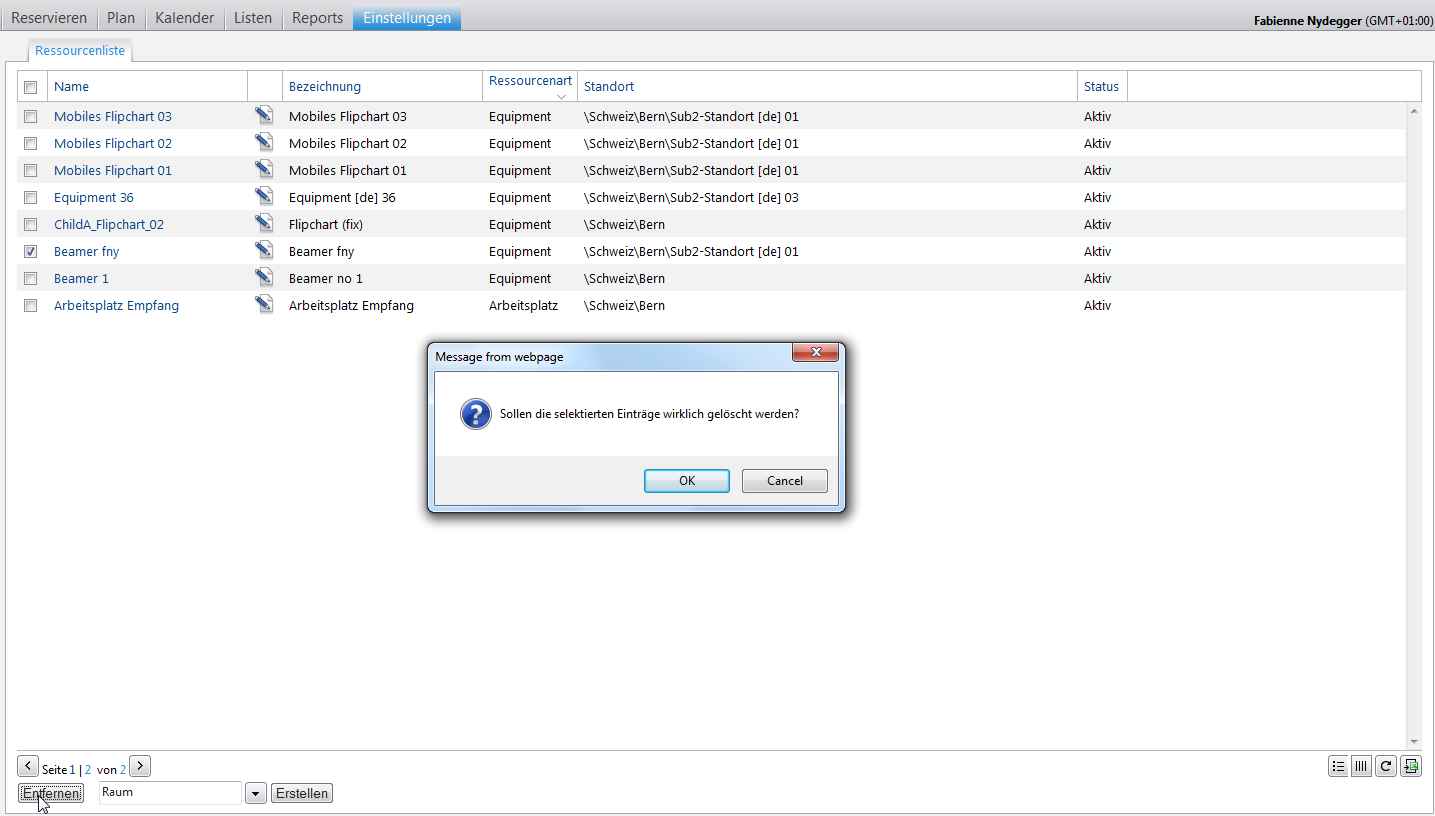 Reservieren Plan Kalender Listen Reports Einstellungen Fabienne Nydegger (GMT+01:00)
Ressourcenliste
Name Bezeichnung Ressourcenart Standort Status
Mobiles Flipchart 03 Mobiles Flipchart 03 Equipment \Schweiz\Bern\Sub2-Standort [de] 01 Aktiv
Mobiles Flipchart 02 Mobiles Flipchart 02 Equipment \Schweiz\Bern\Sub2-Standort [de] 01 Aktiv
Mobiles Flipchart 01 Mobiles Flipchart 01 Equipment \Schweiz\Bern\Sub2-Standort [de] 01 Aktiv
Equipment 36 Equipment [de] 36 Equipment \Schweiz\Bern\Sub2-Standort [de] 03 Aktiv
ChildA_Flipchart_02 Flipchart (fix) Equipment \Schweiz\Bern Aktiv
Beamer fny Beamer fny Equipment \Schweiz\Bern\Sub2-Standort [de] 01 Aktiv
Beamer 1 Beamer no 1 Equipment \Schweiz\Bern Aktiv
Arbeitsplatz Empfang Arbeitsplatz Empfang Arbeitsplatz \Schweiz\Bern Aktiv
Message from webpage
Sollen die selektierten Einträge wirklich gelöscht werden?
OK Cancel
Seite 1 | 2 von 2
Entfernen Raum Erstellen